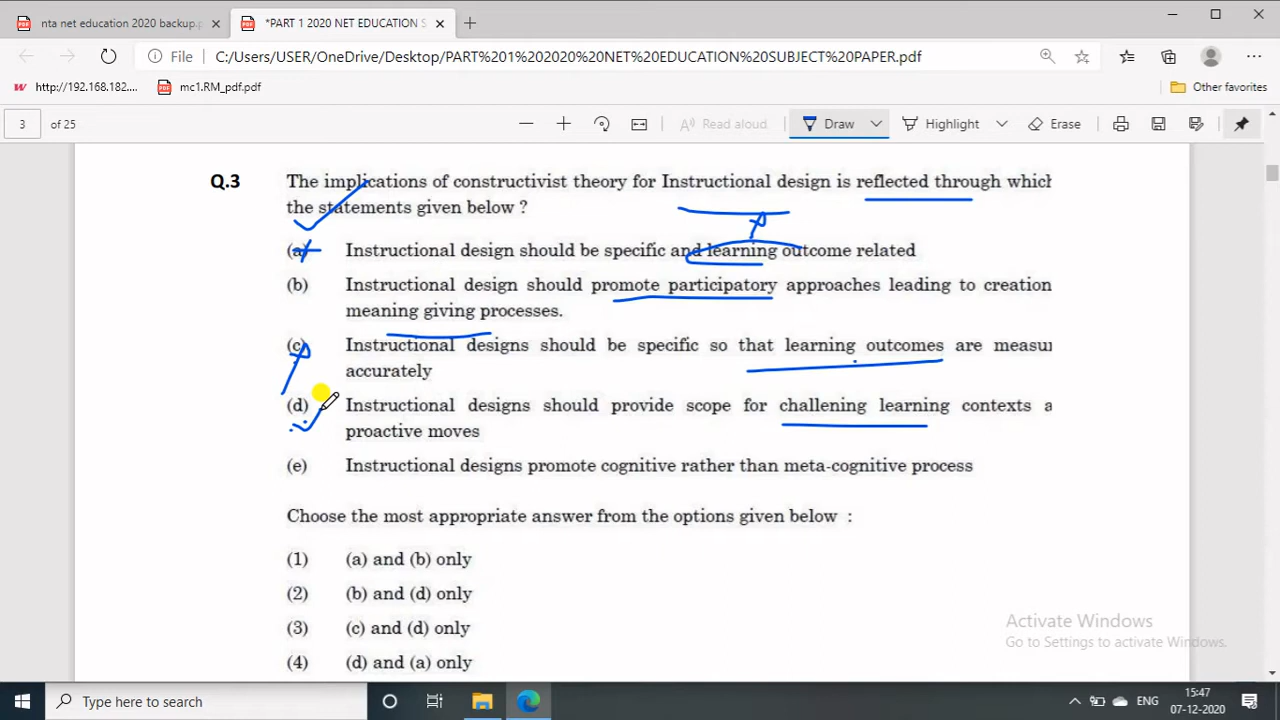 nta net education 2020 backup.p
*PART 1 2020 NET EDUCATION S
File C:/Users/USER/OneDrive/Desktop/PART%201%202020%20NET%20EDUCATION%20SUBJECT%20PAPER.pdf
http://192.168.182.... mc1.RM_pdf.pdf Other favorites
3 of 25 Read aloud Draw Highlight Erase
Q.3 The implications of constructivist theory for Instructional design is reflected through which
the statements given below ?
(a) Instructional design should be specific and learning outcome related
(b) Instructional design should promote participatory approaches leading to creation
meaning giving processes.
(c) Instructional designs should be specific so that learning outcomes are measu
accurately
(d) Instructional designs should provide scope for challening learning contexts a
proactive moves
(e) Instructional designs promote cognitive rather than meta-cognitive process
Choose the most appropriate answer from the options given below :
(1) (a) and (b) only
(2) (b) and (d) only
(3) (c) and (d) only
(4) (d) and (a) only
Activate Windows
Go to Settings to activate Windows.
Type here to search
ENG
15:47
07-12-2020